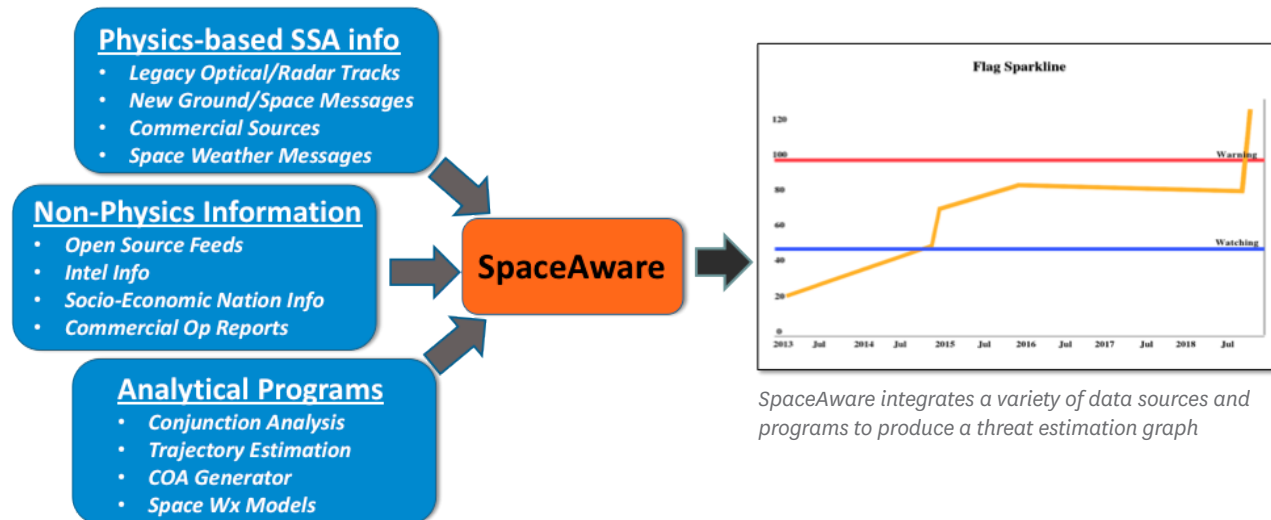 Physics-based SSA info
• Legacy Optical/Radar Tracks
• New Ground/Space Messages
• Commercial Sources
• Space Weather Messages
Non-Physics Information
• Open Source Feeds
• Intel Info
• Socio-Economic Nation Info
• Commercial Op Reports
Analytical Programs
• Conjunction Analysis
• Trajectory Estimation
• COA Generator
• Space Wx Models
SpaceAware
Flag Sparkline
120
100
Warning
80
60
Watching
40
20
0
2013 Jul 2014 Jul 2015 Jul 2016 Jul 2017 Jul 2018 Jul
SpaceAware integrates a variety of data sources and
programs to produce a threat estimation graph